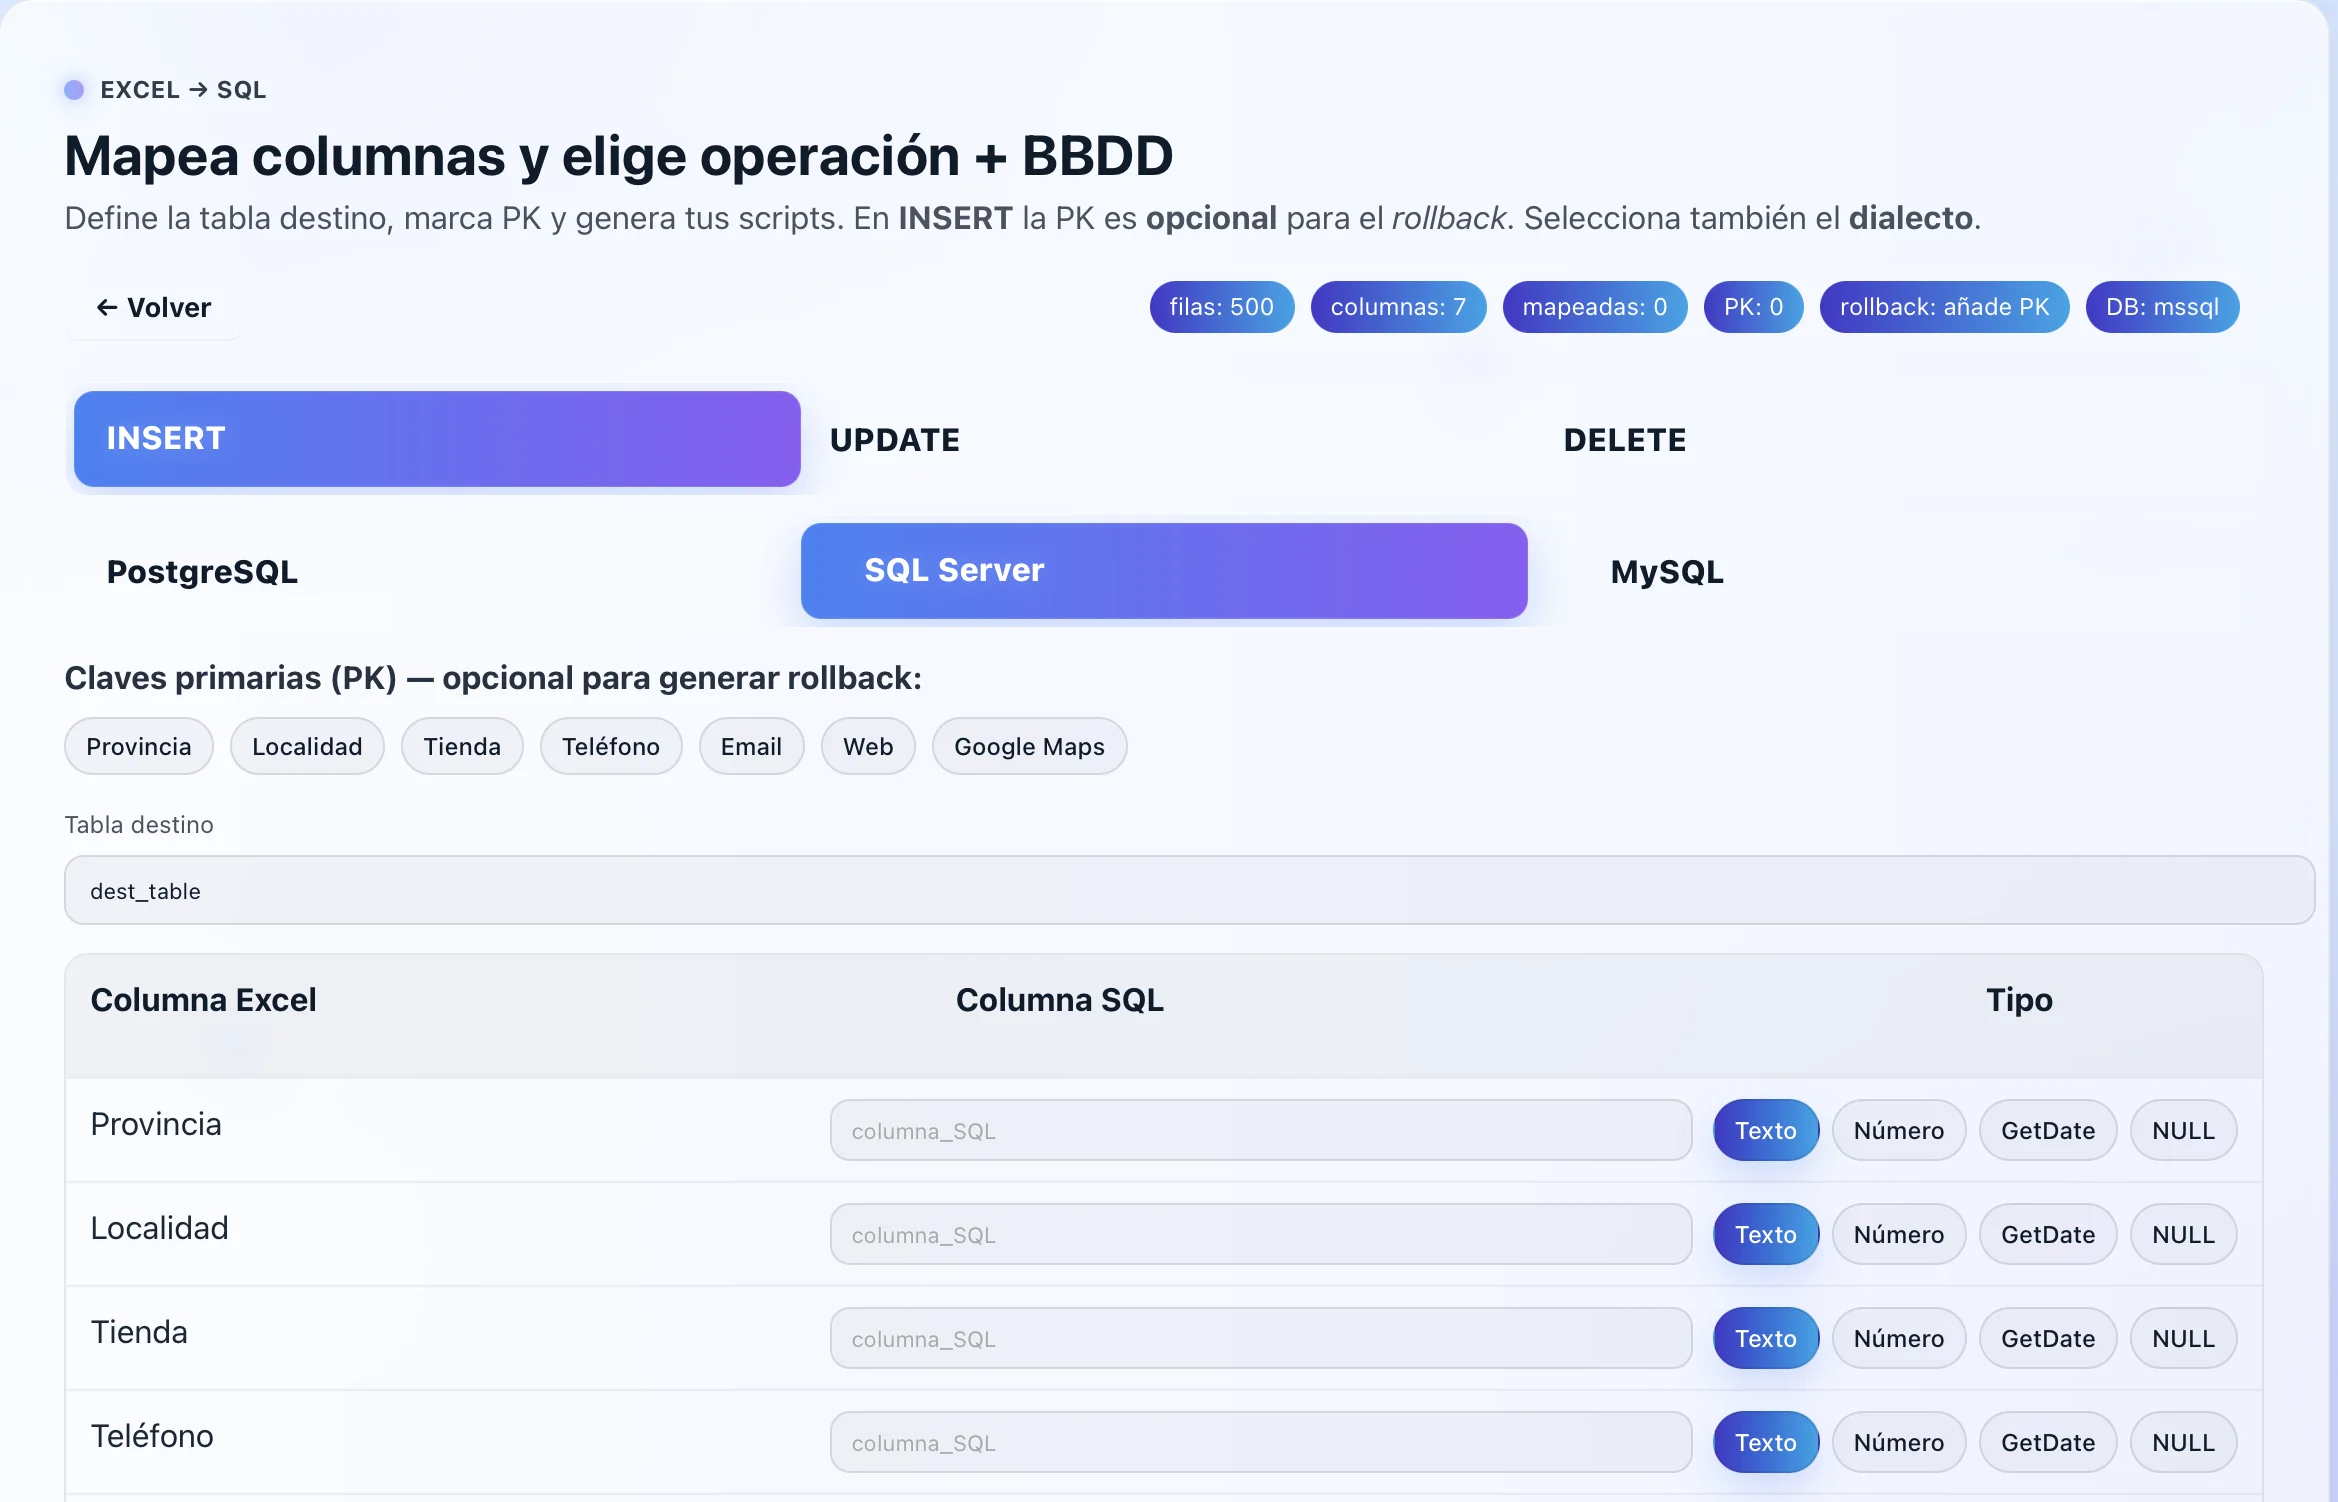 EXCEL → SQL
Mapea columnas y elige operación + BBDD
Define la tabla destino, marca PK y genera tus scripts. En INSERT la PK es opcional para el rollback. Selecciona también el dialecto.
← Volver
filas: 500 columnas: 7 mapeadas: 0 PK: 0 rollback: añade PK DB: mssql
INSERT UPDATE DELETE
PostgreSQL SQL Server MySQL
Claves primarias (PK) — opcional para generar rollback:
Provincia Localidad Tienda Teléfono Email Web Google Maps
Tabla destino
dest_table
Columna Excel Columna SQL Tipo
Provincia columna_SQL Texto Número GetDate NULL
Localidad columna_SQL Texto Número GetDate NULL
Tienda columna_SQL Texto Número GetDate NULL
Teléfono columna_SQL Texto Número GetDate NULL